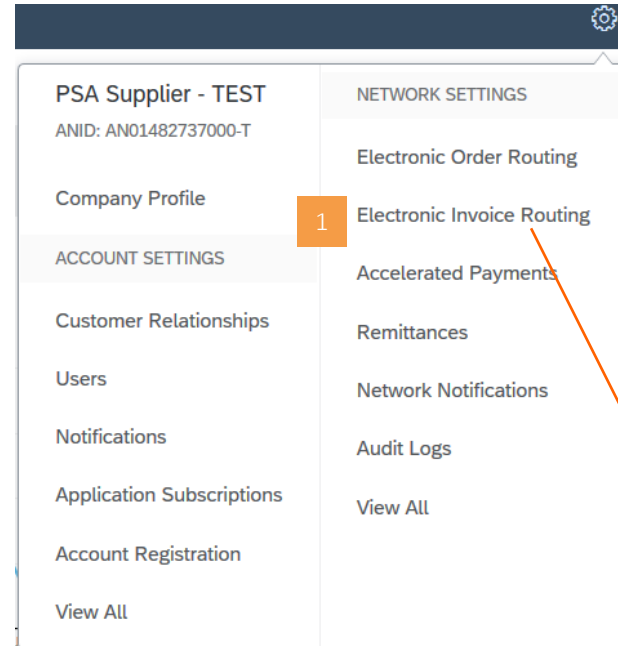 PSA Supplier - TEST
ANID: AN01482737000-T
Company Profile
ACCOUNT SETTINGS
Customer Relationships
Users
Notifications
Application Subscriptions
Account Registration
View All
NETWORK SETTINGS
Electronic Order Routing
1
Electronic Invoice Routing
Accelerated Payments
Remittances
Network Notifications
Audit Logs
View All